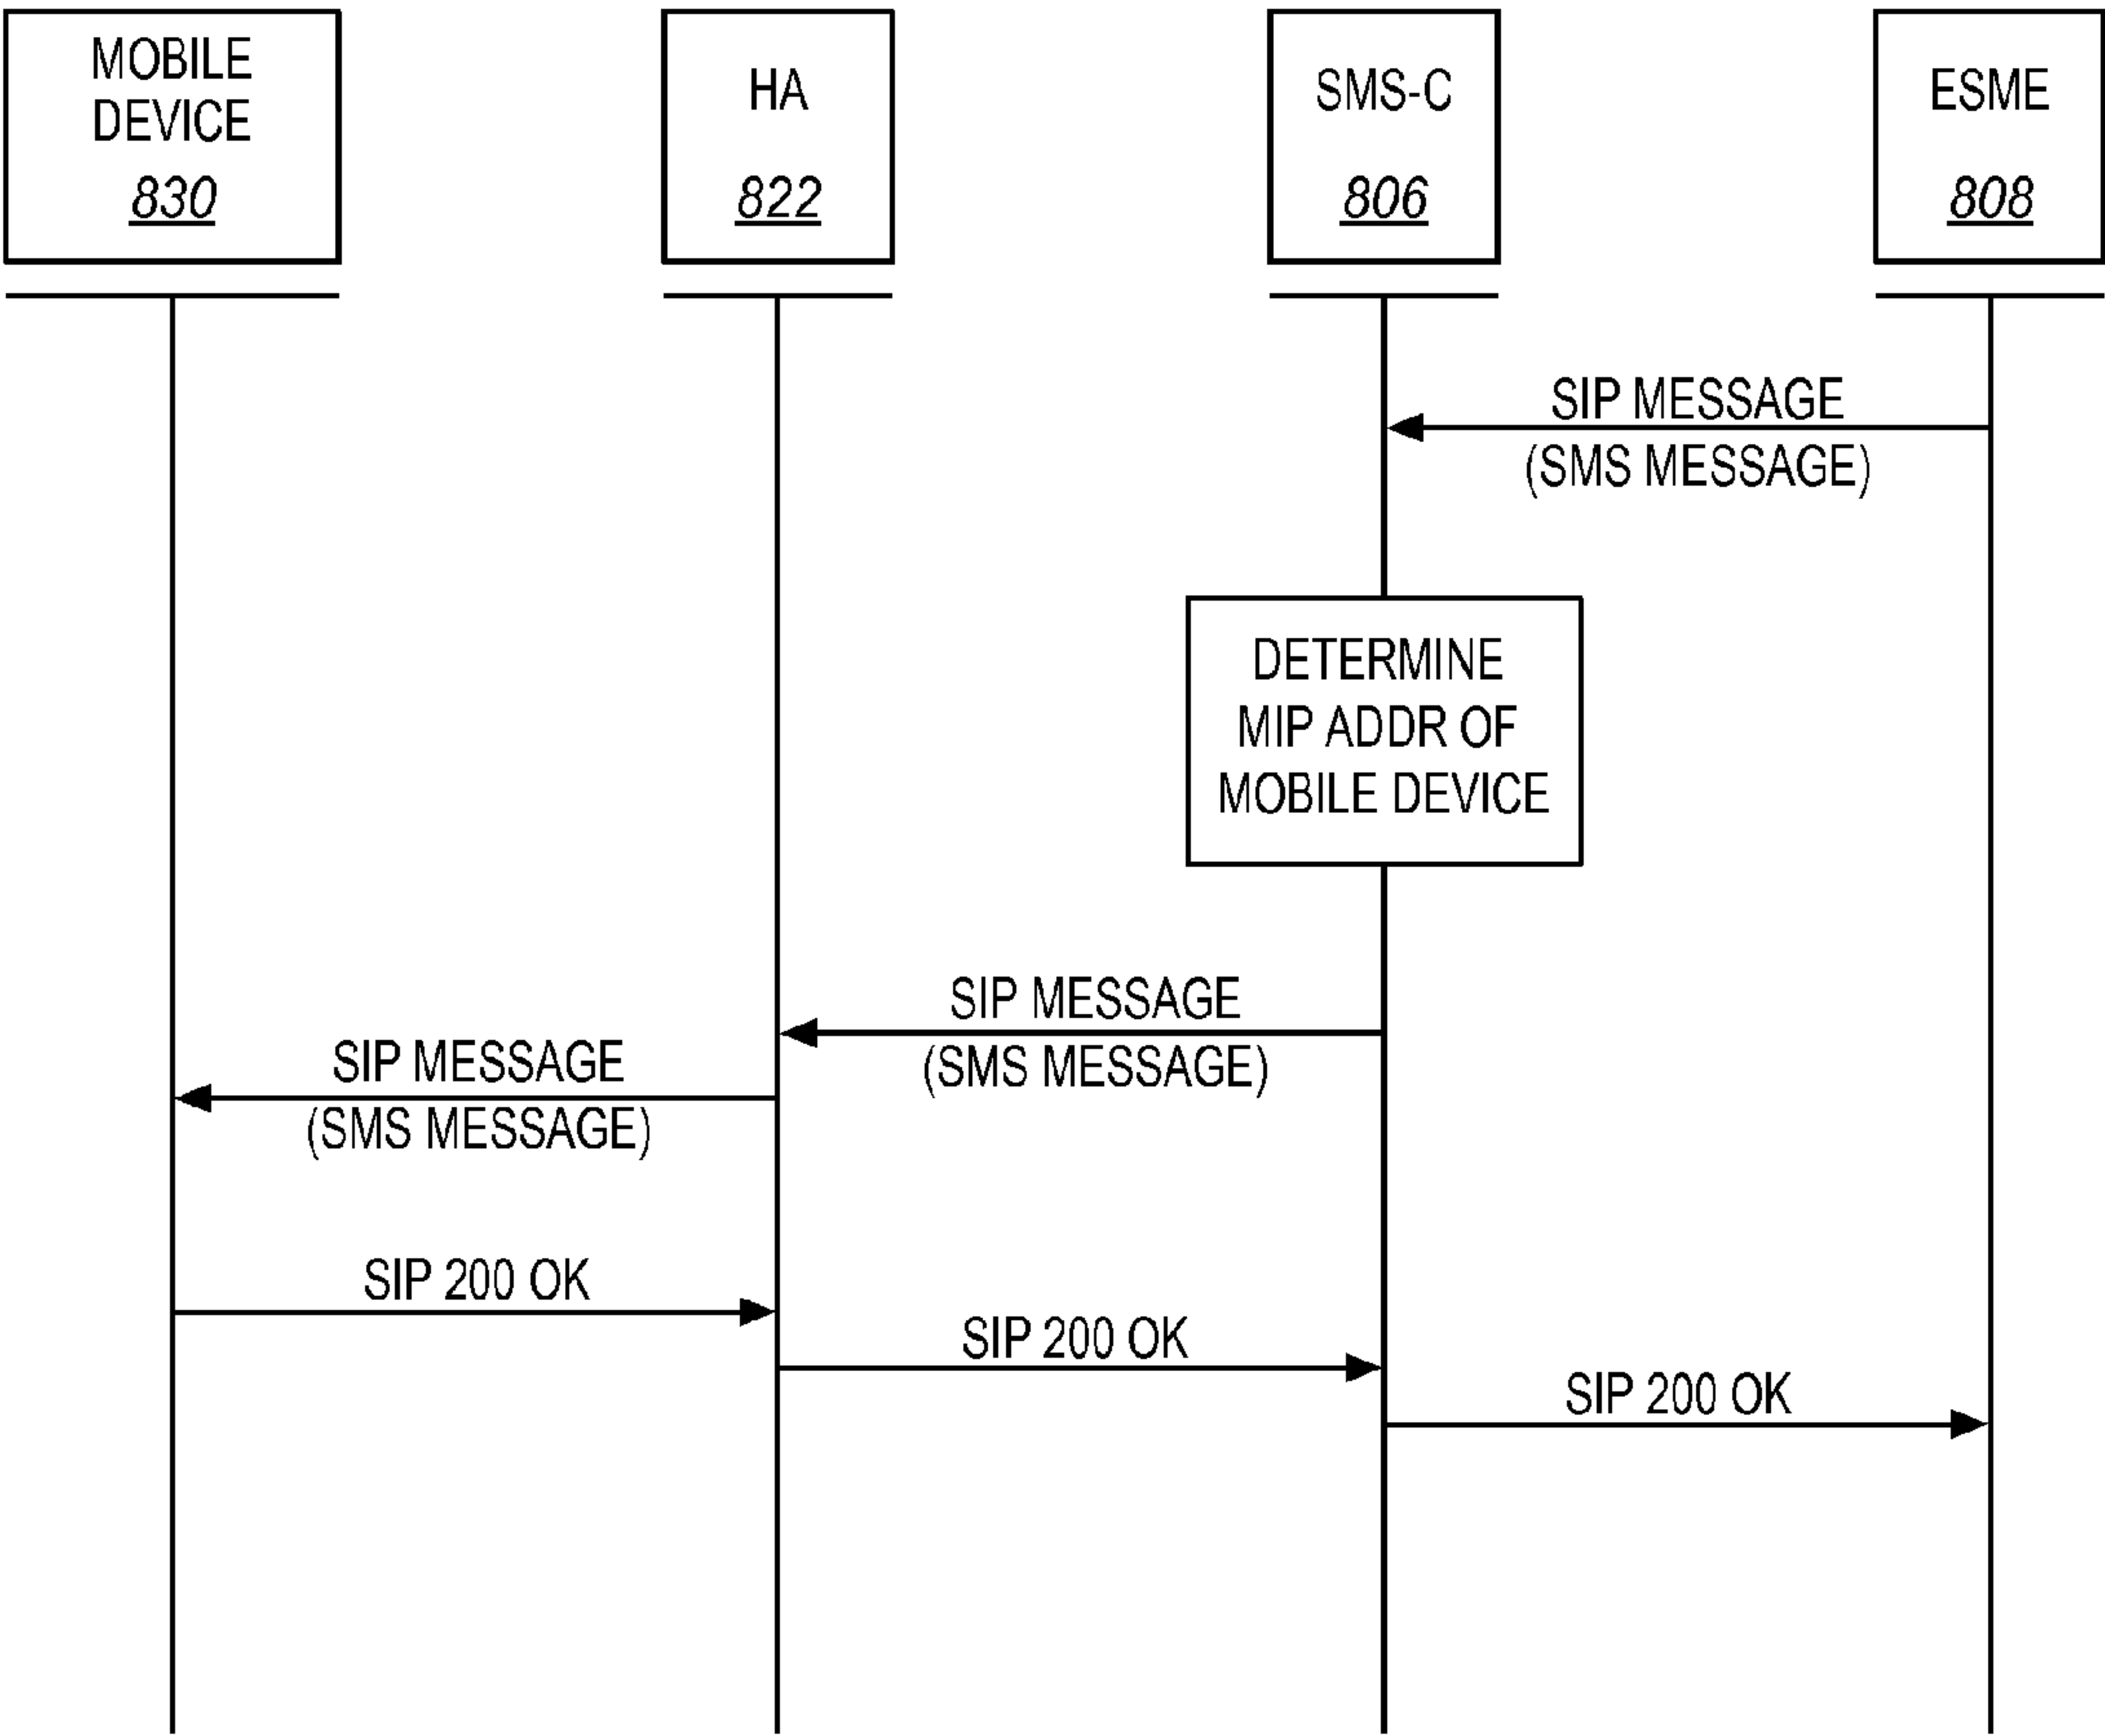 MOBILE
DEVICE
830
HA
822
SMS-C
806
ESME
808
SIP MESSAGE
(SMS MESSAGE)
DETERMINE
MIP ADDR OF
MOBILE DEVICE
SIP MESSAGE
(SMS MESSAGE)
SIP MESSAGE
(SMS MESSAGE)
SIP 200 OK
SIP 200 OK
SIP 200 OK